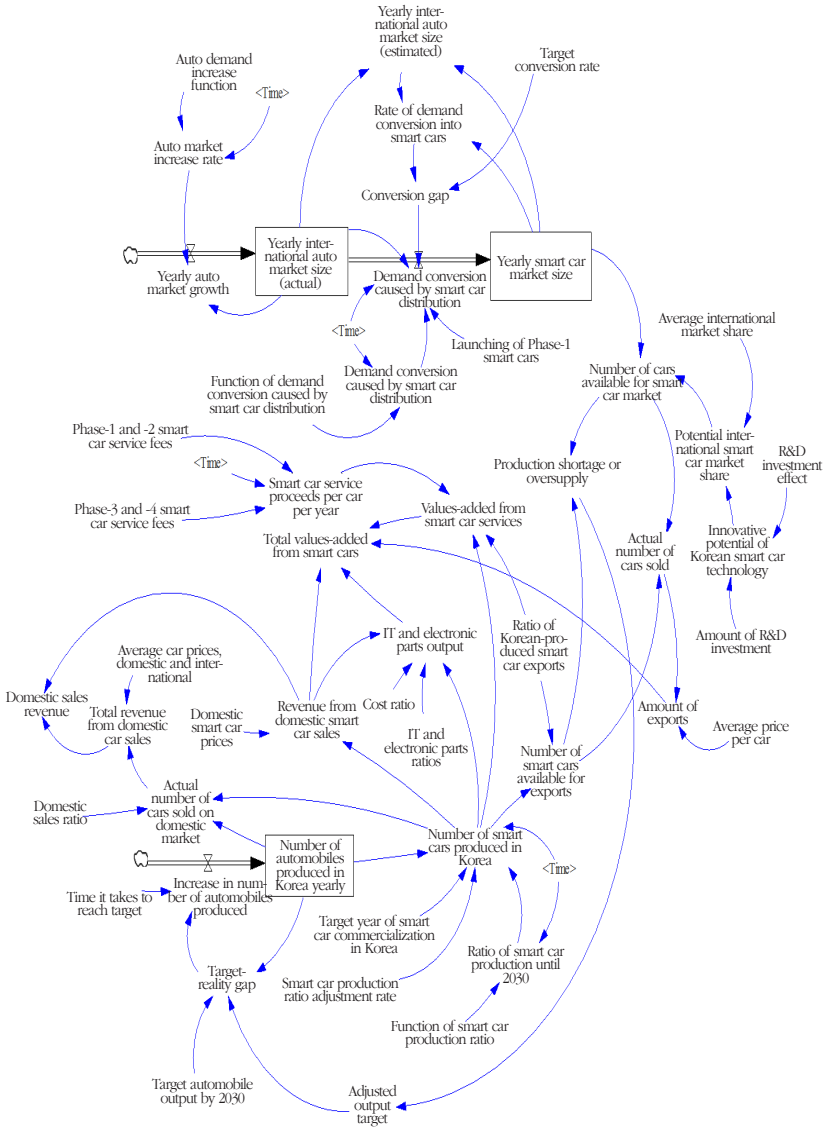 Yearly inter-
national auto
market size
(estimated)
Target
conversion rate
Auto demand
increase
function
<Time>
Rate of demand
conversion into
smart cars
Auto market
increase rate
Conversion gap
Yearly inter-
national auto
market size
(actual)
Yearly smart car
market size
Yearly auto
market growth
Demand conversion
caused by smart car
distribution
<Time>
Launching of Phase-1
smart cars
Average international
market share
Function of demand
conversion caused by
smart car distribution
Demand conversion
caused by smart car
distribution
Number of cars
available for smart
car market
Phase-1 and -2 smart
car service fees
<Time>
Phase-3 and -4 smart
car service fees
Smart car service
proceeds per car
per year
Values-added from
smart car services
Production shortage or
oversupply
Potential inter-
national smart
car market
share
R&D
investment
effect
Total values-added
from smart cars
Actual
number of
cars sold
Innovative
potential of
Korean smart car
technology
Amount of R&D
investment
IT and electronic
parts output
Ratio of
Korean-pro-
duced smart
car exports
Average car prices,
domestic and inter-
national
Domestic sales
revenue
Total revenue
from domestic
car sales
Domestic
smart car
prices
Revenue from
domestic smart
car sales
Cost ratio
IT and
electronic parts
ratios
Amount of
exports
Average price
per car
Number of
smart cars
available for
exports
Actual
number of
cars sold on
domestic
market
Domestic
sales ratio
Number of
automobiles
produced in
Korea yearly
Number of smart
cars produced in
Korea
<Time>
Time it takes to
reach target
Increase in num-
ber of automobiles
produced
Target year of smart
car commercialization
in Korea
Ratio of smart car
production until
2030
Target-
reality gap
Smart car production
ratio adjustment rate
Function of smart car
production ratio
Target automobile
output by 2030
Adjusted
output
target